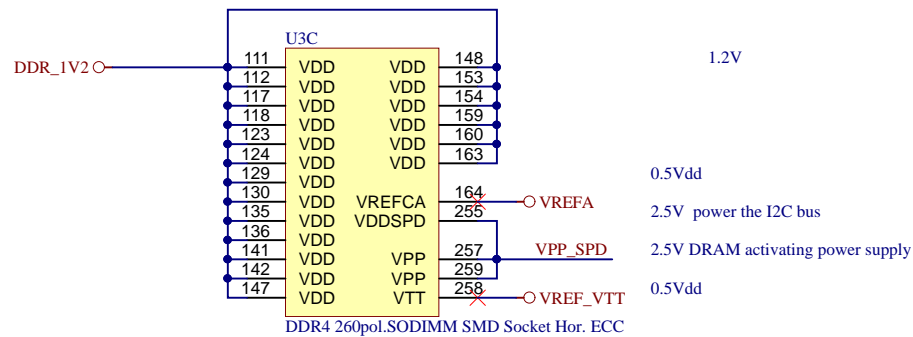 U3C
DDR_1V2
111 VDD VDD 148
112 VDD VDD 153
117 VDD VDD 154
118 VDD VDD 159
123 VDD VDD 160
124 VDD VDD 163
129 VDD
130 VDD VREFCA 164 VREFA
135 VDD VDDSPD 255
136 VDD
141 VDD VPP 257 VPP_SPD
142 VDD VPP 259
147 VDD VTT 258 VREF_VTT
DDR4 260pol.SODIMM SMD Socket Hor. ECC
1.2V
0.5Vdd
2.5V power the I2C bus
2.5V DRAM activating power supply
0.5Vdd